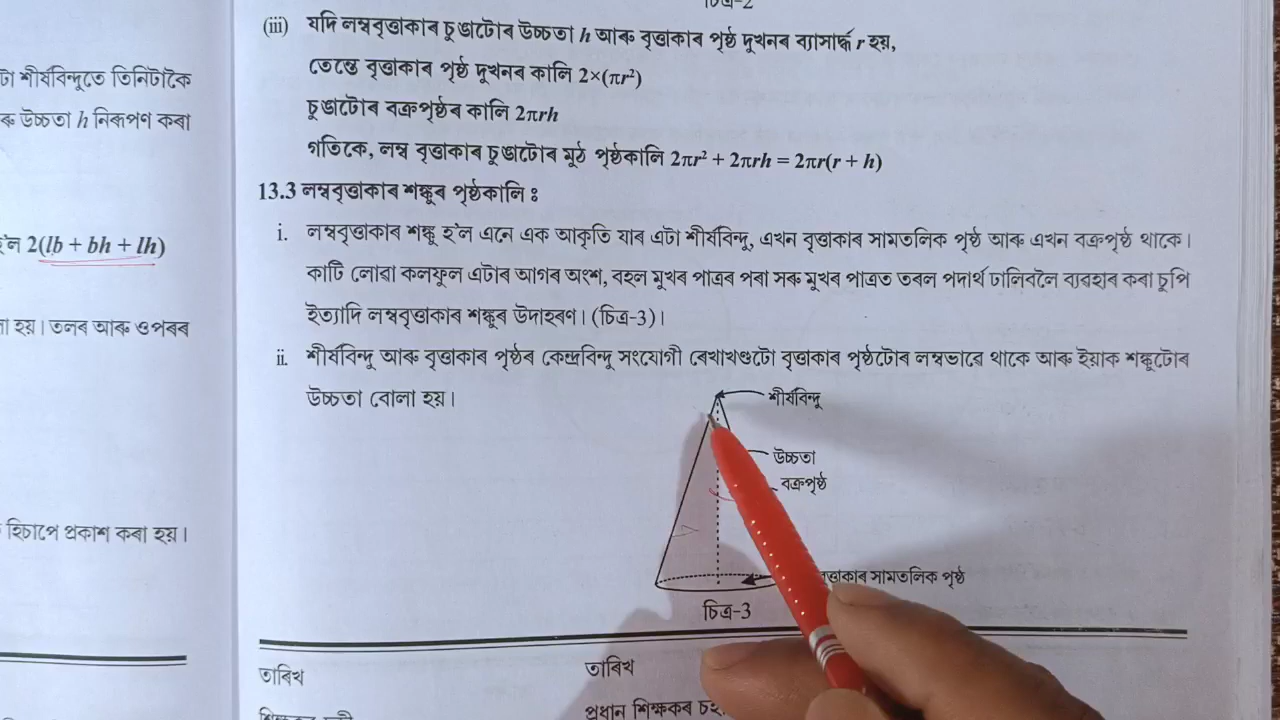 টা শীৰ্ষবিন্দুতে তিনিটাকৈ
ৰু উচ্চতা h নিৰূপণ কৰা
হ'ল 2(lb + bh + lh)
া হয়। তলৰ আৰু ওপৰৰ
হিচাপে প্ৰকাশ কৰা হয়।
চিত্ৰ-2
(iii) যদি লম্ববৃত্তাকাৰ চুঙাটোৰ উচ্চতা h আৰু বৃত্তাকাৰ পৃষ্ঠ দুখনৰ ব্যাসাৰ্দ্ধ r হয়,
তেন্তে বৃত্তাকাৰ পৃষ্ঠ দুখনৰ কালি 2×(πr²)
চুঙাটোৰ বক্ৰপৃষ্ঠৰ কালি 2πrh
গতিকে, লম্ব বৃত্তাকাৰ চুঙাটোৰ মুঠ পৃষ্ঠকালি 2πr² + 2πrh = 2πr(r + h)
13.3 লম্ববৃত্তাকাৰ শঙ্কুৰ পৃষ্ঠকালি ঃ
i. লম্ববৃত্তাকাৰ শঙ্কু হ'ল এনে এক আকৃতি যাৰ এটা শীৰ্ষবিন্দু, এখন বৃত্তাকাৰ সামতলিক পৃষ্ঠ আৰু এখন বক্ৰপৃষ্ঠ থাকে।
কাটি লোৱা কলফুল এটাৰ আগৰ অংশ, বহল মুখৰ পাত্ৰৰ পৰা সৰু মুখৰ পাত্ৰত তৰল পদাৰ্থ ঢালিবলৈ ব্যৱহাৰ কৰা চুপি
ইত্যাদি লম্ববৃত্তাকাৰ শঙ্কুৰ উদাহৰণ। (চিত্ৰ-3)।
ii. শীৰ্ষবিন্দু আৰু বৃত্তাকাৰ পৃষ্ঠৰ কেন্দ্ৰবিন্দু সংযোগী ৰেখাখণ্ডটো বৃত্তাকাৰ পৃষ্ঠটোৰ লম্বভাৱে থাকে আৰু ইয়াক শঙ্কুটোৰ
উচ্চতা বোলা হয়।
শীৰ্ষবিন্দু
উচ্চতা
বক্ৰপৃষ্ঠ
বৃত্তাকাৰ সামতলিক পৃষ্ঠ
চিত্ৰ-3
তাৰিখ
তাৰিখ
প্ৰধান শিক্ষকৰ